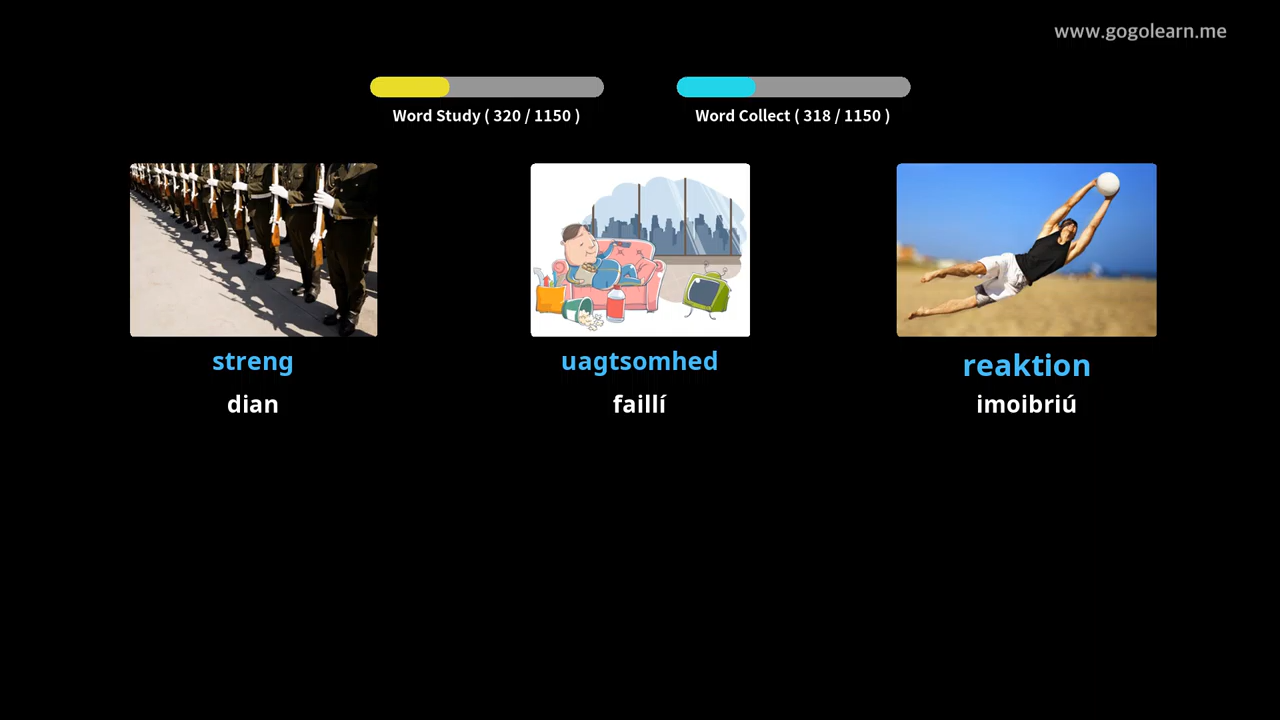 www.gogolearn.me
Word Study ( 320 / 1150 )
Word Collect ( 318 / 1150 )
streng
uagtsomhed
reaktion
dian
faillí
imoibriú